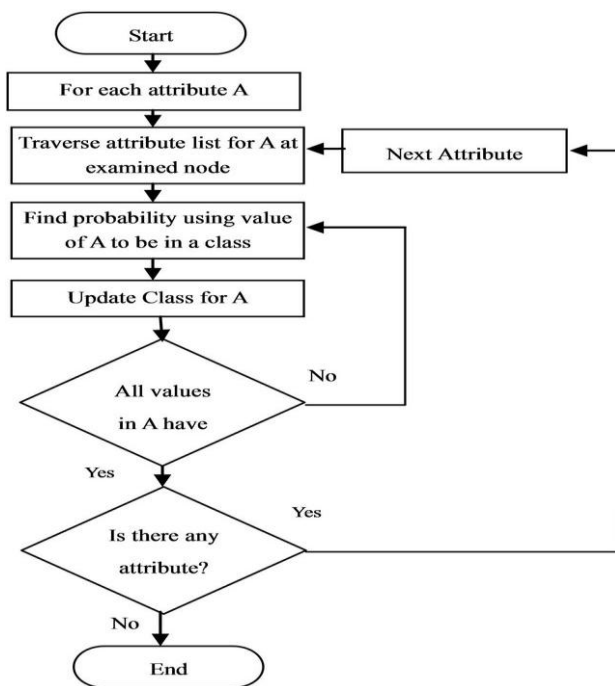 Start
For each attribute A
Traverse attribute list for A at
examined node
Next Attribute
Find probability using value
of A to be in a class
Update Class for A
All values
in A have
No
Yes
Is there any
attribute?
Yes
No
End